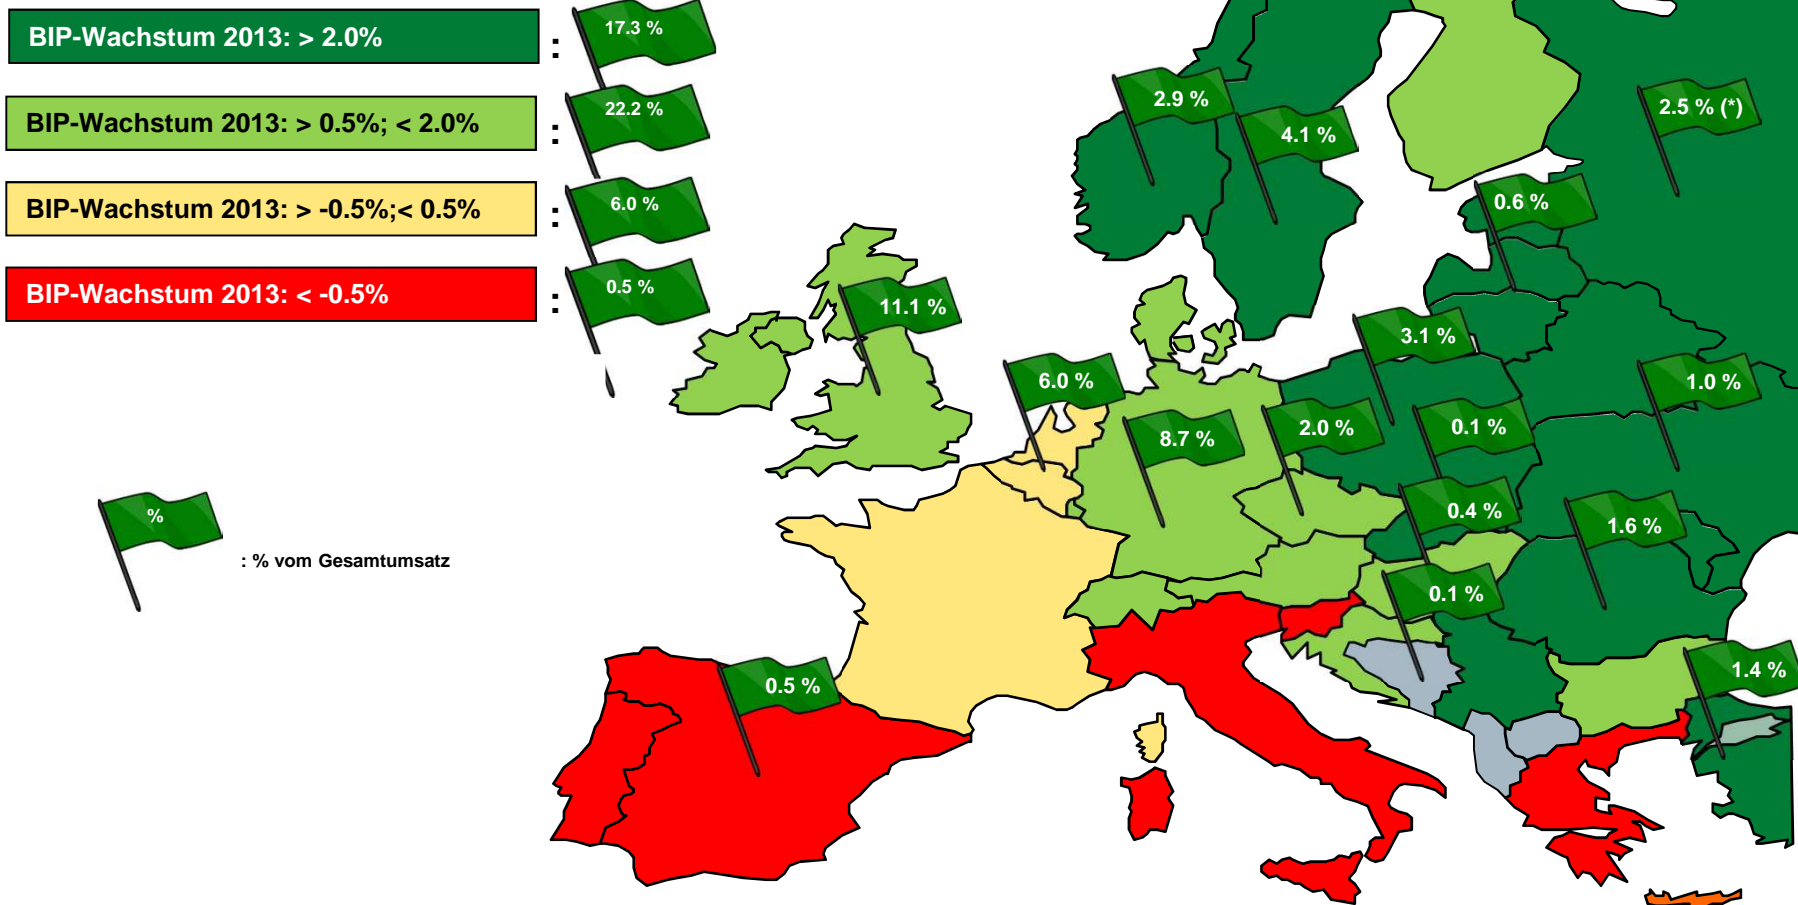 BIP-Wachstum 2013: > 2.0% : 17.3 %
BIP-Wachstum 2013: > 0.5%; < 2.0% : 22.2 %
BIP-Wachstum 2013: > -0.5%;< 0.5% : 6.0 %
BIP-Wachstum 2013: < -0.5% : 0.5 %
2.9 %
4.1 %
2.5 % (*)
0.6 %
11.1 %
3.1 %
6.0 %
1.0 %
8.7 %
2.0 %
0.1 %
0.4 %
1.6 %
0.1 %
0.5 %
1.4 %
%
: % vom Gesamtumsatz